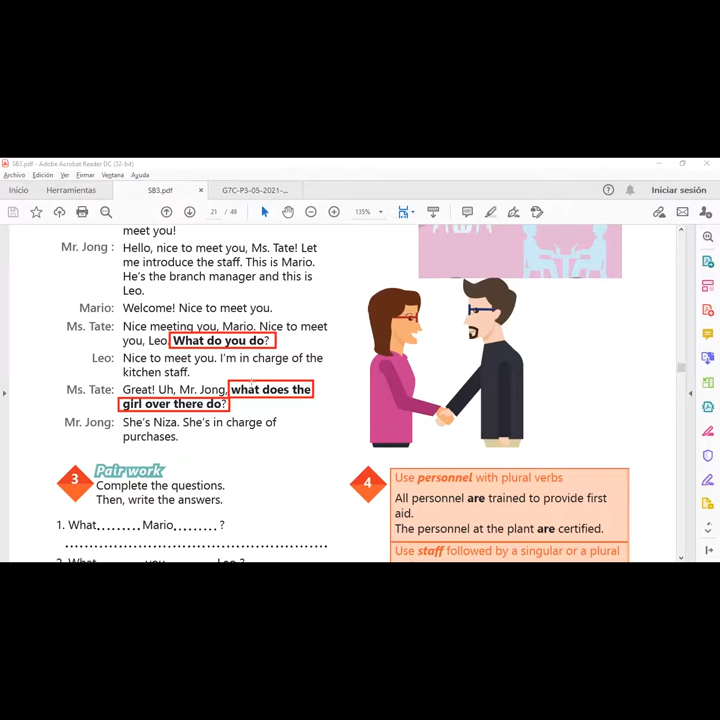 SB3.pdf - Adobe Acrobat Reader DC (32-bit)
Archivo Edición Ver Firmar Ventana Ayuda
Inicio Herramientas SB3.pdf × G7C-P3-05-2021-... Iniciar sesión
21 / 49 135%
meet you!
Mr. Jong : Hello, nice to meet you, Ms. Tate! Let
me introduce the staff. This is Mario.
He's the branch manager and this is
Leo.
Mario: Welcome! Nice to meet you.
Ms. Tate: Nice meeting you, Mario. Nice to meet
you, Leo. What do you do?
Leo: Nice to meet you. I'm in charge of the
kitchen staff.
Ms. Tate: Great! Uh, Mr. Jong, what does the
girl over there do?
Mr. Jong: She's Niza. She's in charge of
purchases.
3 Pair work
Complete the questions.
Then, write the answers.
1. What.........Mario.........?
2. What.........you.........Leo ?
4 Use personnel with plural verbs
All personnel are trained to provide first
aid.
The personnel at the plant are certified.
Use staff followed by a singular or a plural